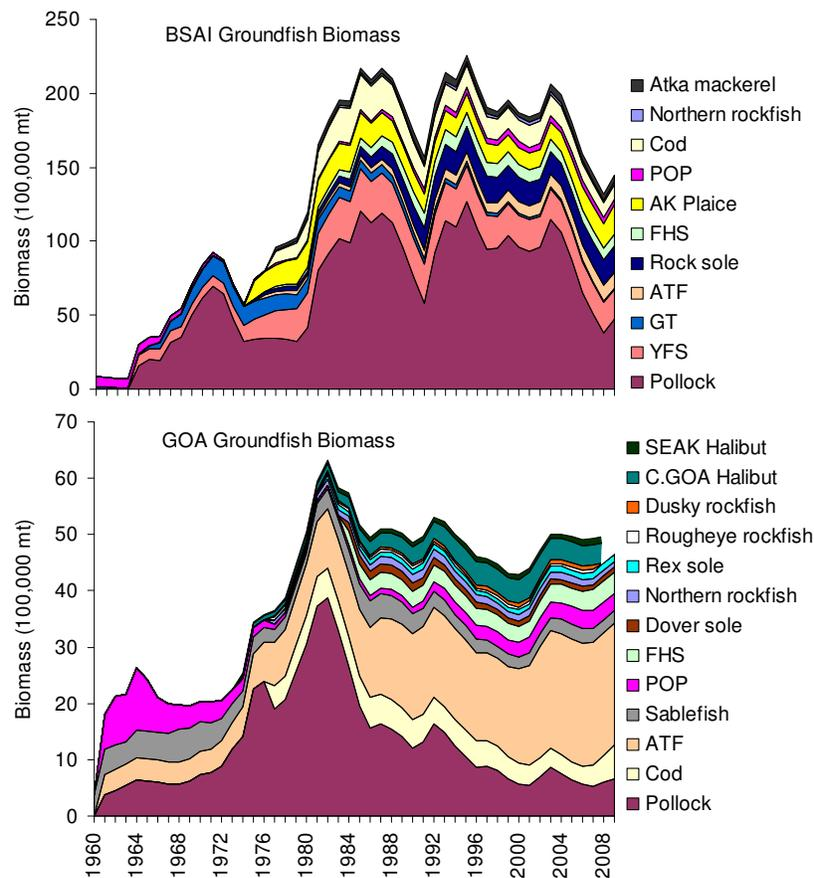 BSAI Groundfish Biomass
Biomass (100,000 mt)
250
200
150
100
50
0
Atka mackerel
Northern rockfish
Cod
POP
AK Plaice
FHS
Rock sole
ATF
GT
YFS
Pollock
GOA Groundfish Biomass
Biomass (100,000 mt)
70
60
50
40
30
20
10
0
1960
1964
1968
1972
1976
1980
1984
1988
1992
1996
2000
2004
2008
SEAK Halibut
C.GOA Halibut
Dusky rockfish
Rougheye rockfish
Rex sole
Northern rockfish
Dover sole
FHS
POP
Sablefish
ATF
Cod
Pollock